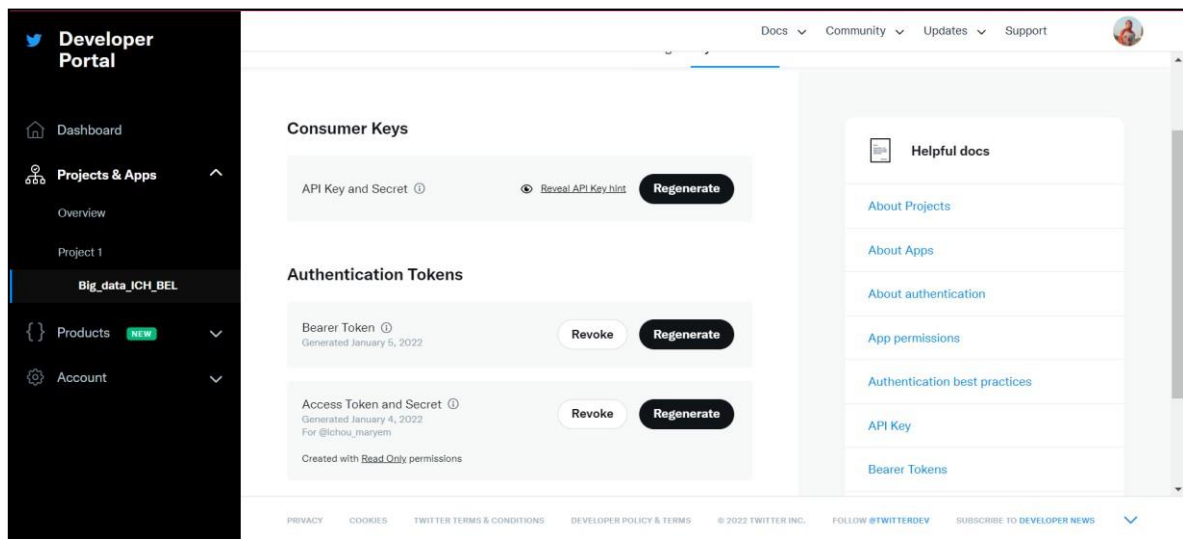 Developer
Portal
Docs
Community
Updates
Support
Dashboard
Projects & Apps
Overview
Project 1
Big_data_ICH_BEL
Products NEW
Account
Consumer Keys
API Key and Secret
Reveal API Key hint
Regenerate
Authentication Tokens
Bearer Token
Generated January 5, 2022
Revoke
Regenerate
Access Token and Secret
Generated January 4, 2022
For @ichou_maryem
Created with Read Only permissions
Revoke
Regenerate
Helpful docs
About Projects
About Apps
About authentication
App permissions
Authentication best practices
API Key
Bearer Tokens
PRIVACY
COOKIES
TWITTER TERMS & CONDITIONS
DEVELOPER POLICY & TERMS
© 2022 TWITTER INC.
FOLLOW @TWITTERDEV
SUBSCRIBE TO DEVELOPER NEWS